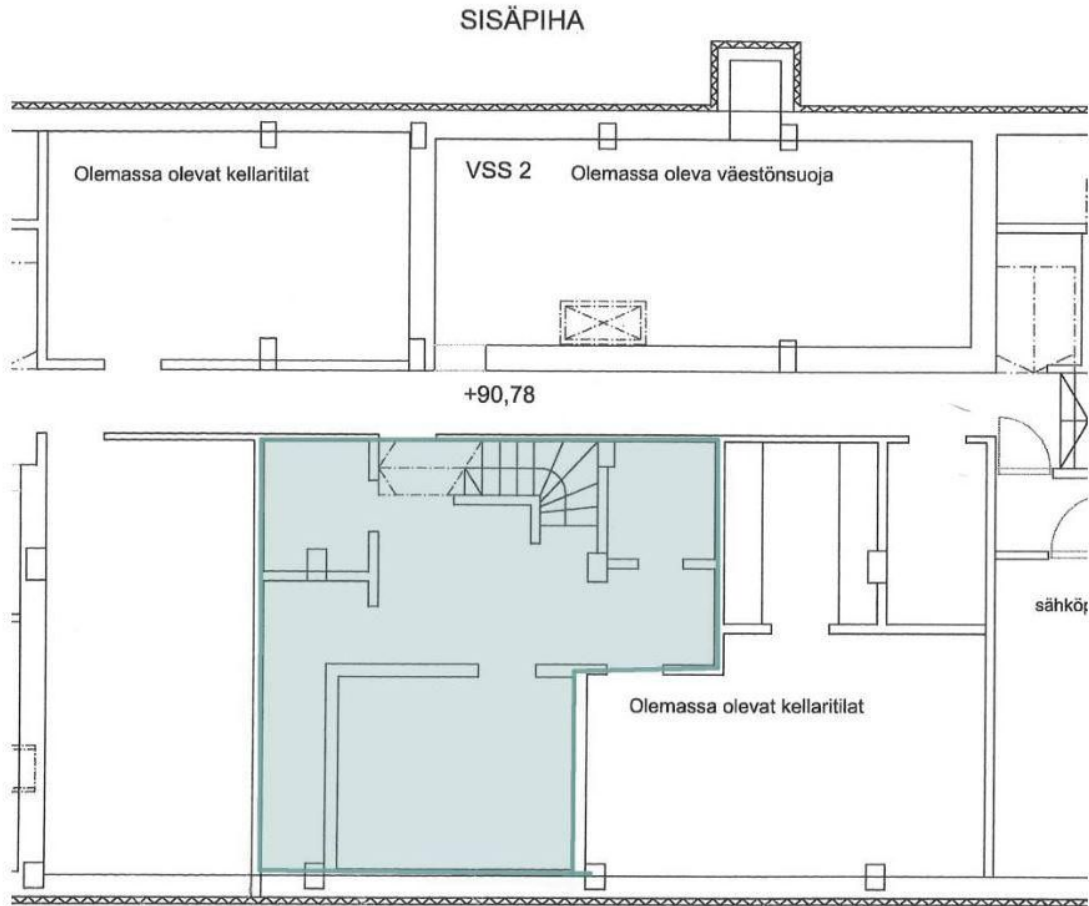 SISÄPIHA
Olemassa olevat kellaritilat
VSS 2 Olemassa oleva väestönsuoja
+90,78
Olemassa olevat kellaritilat